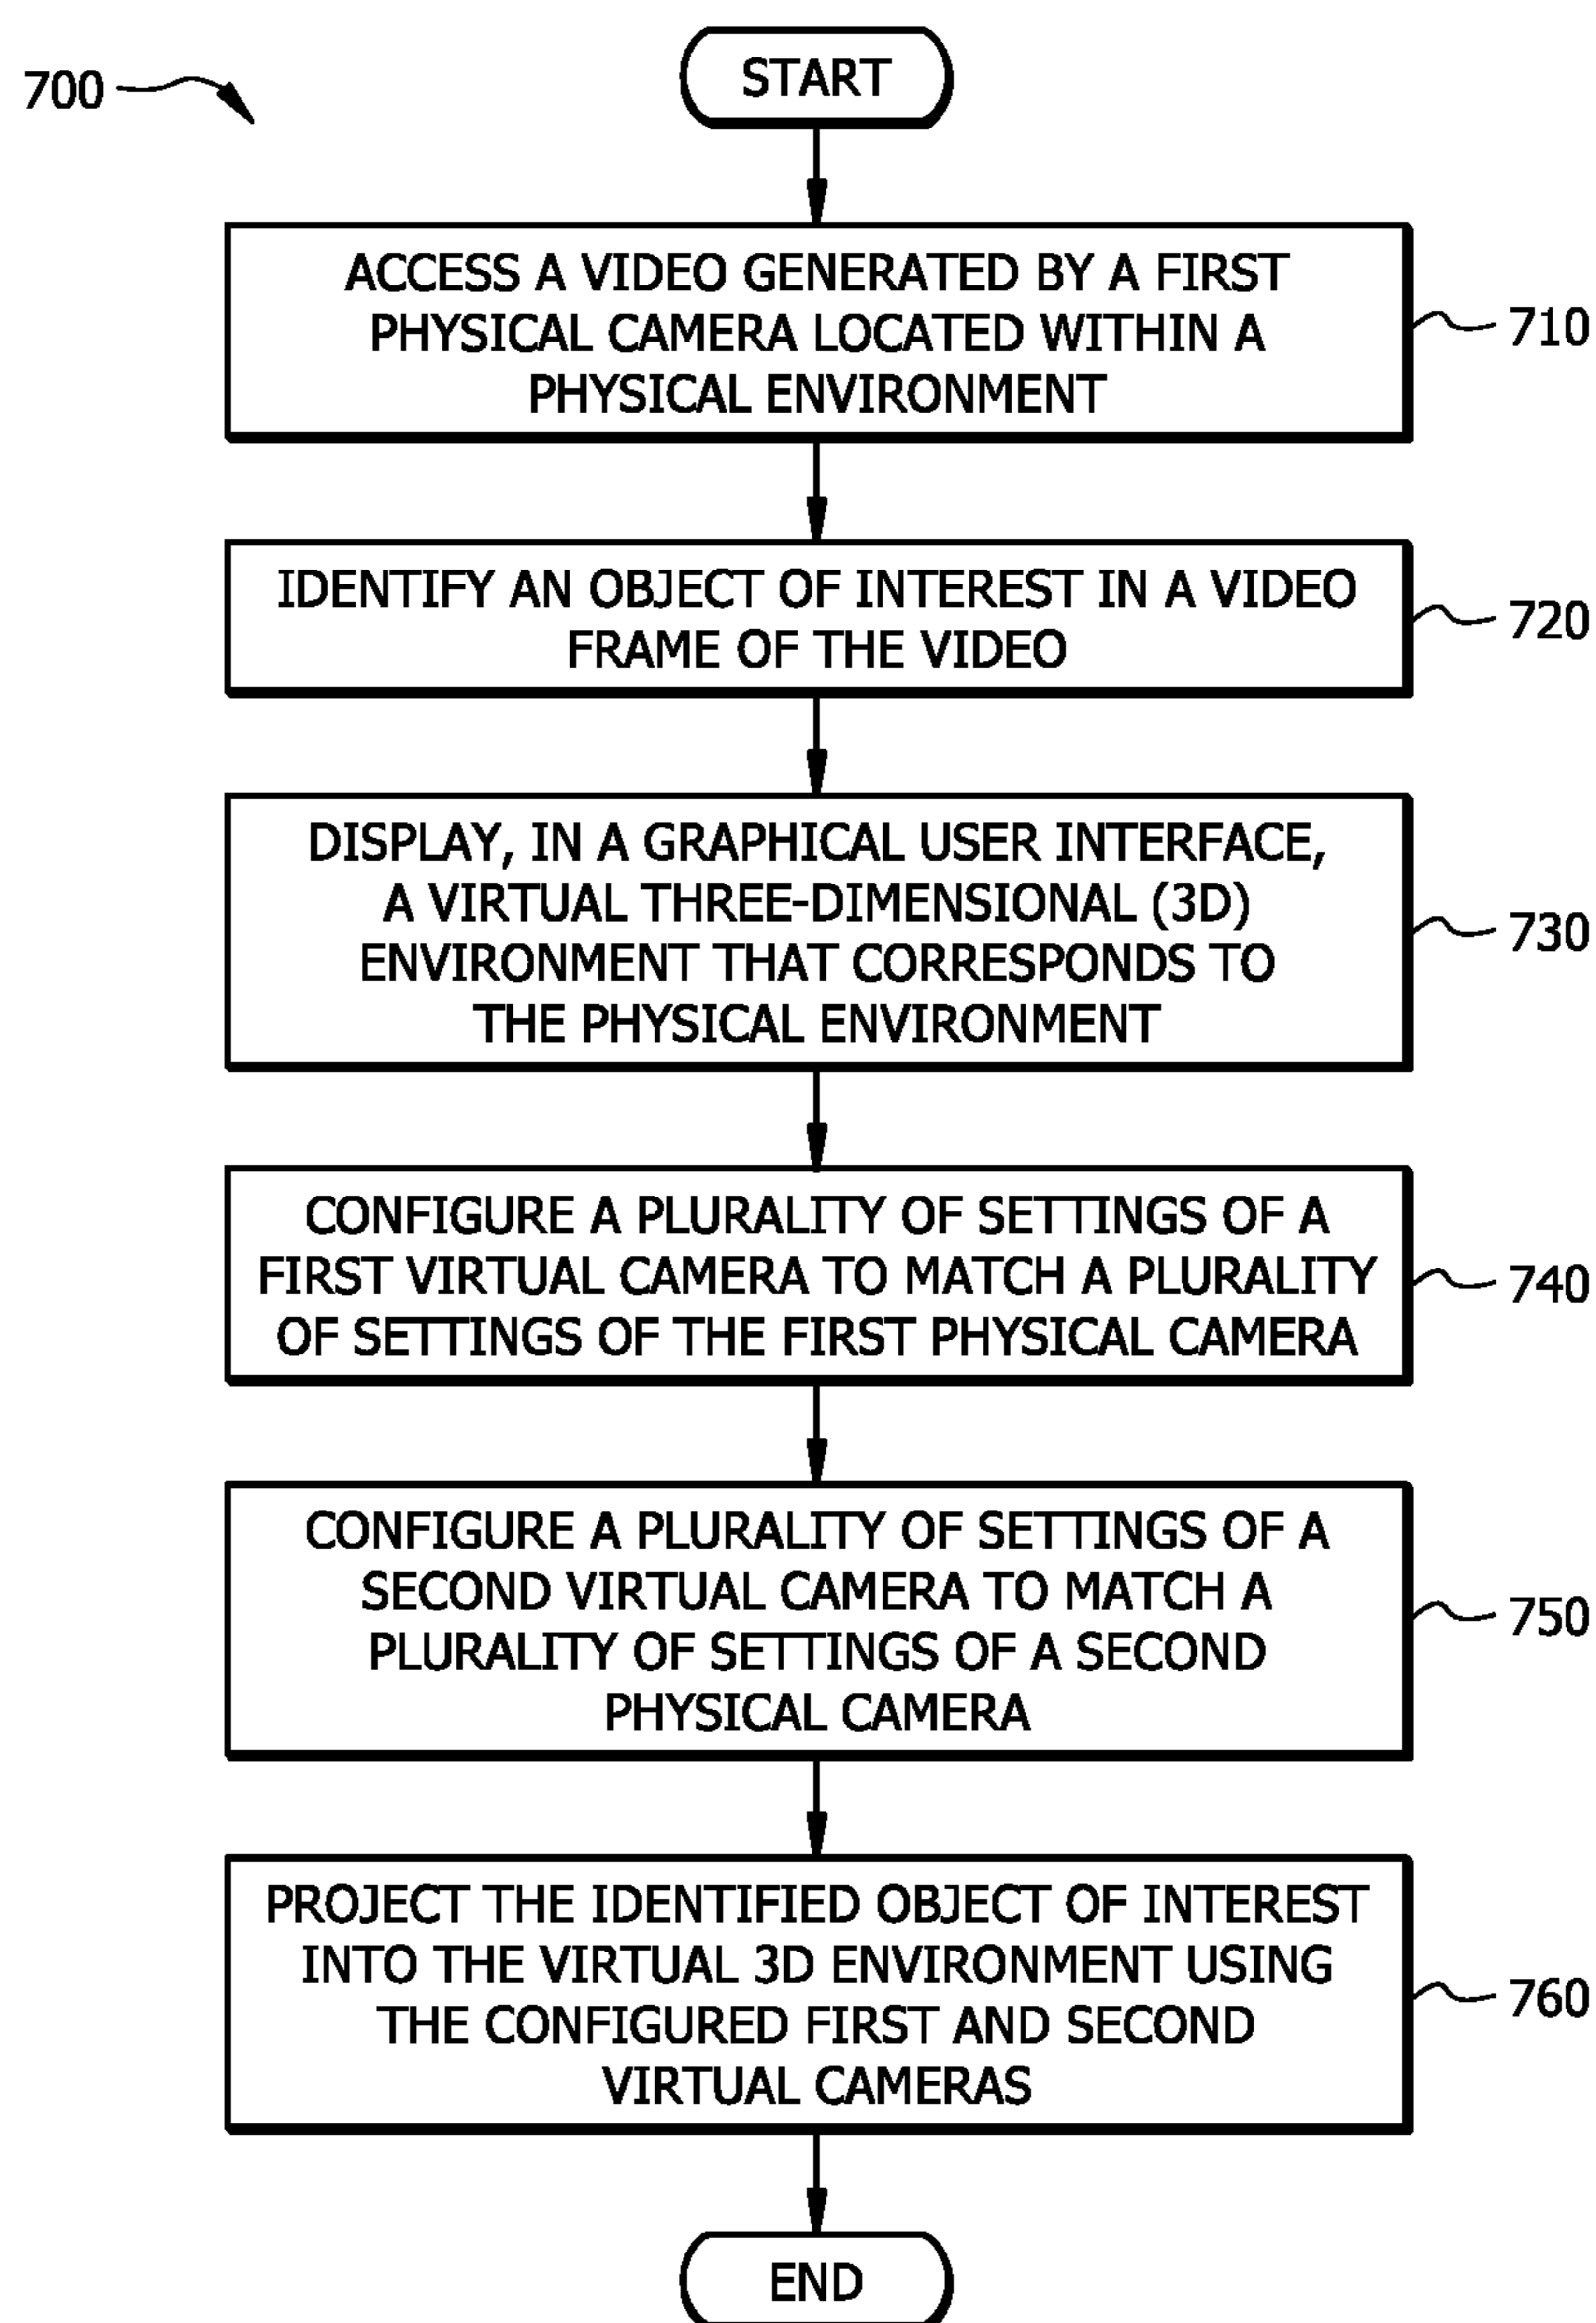 700
START
ACCESS A VIDEO GENERATED BY A FIRST
PHYSICAL CAMERA LOCATED WITHIN A
PHYSICAL ENVIRONMENT
710
IDENTIFY AN OBJECT OF INTEREST IN A VIDEO
FRAME OF THE VIDEO
720
DISPLAY, IN A GRAPHICAL USER INTERFACE,
A VIRTUAL THREE-DIMENSIONAL (3D)
ENVIRONMENT THAT CORRESPONDS TO
THE PHYSICAL ENVIRONMENT
730
CONFIGURE A PLURALITY OF SETTINGS OF A
FIRST VIRTUAL CAMERA TO MATCH A PLURALITY
OF SETTINGS OF THE FIRST PHYSICAL CAMERA
740
CONFIGURE A PLURALITY OF SETTINGS OF A
SECOND VIRTUAL CAMERA TO MATCH A
PLURALITY OF SETTINGS OF A SECOND
PHYSICAL CAMERA
750
PROJECT THE IDENTIFIED OBJECT OF INTEREST
INTO THE VIRTUAL 3D ENVIRONMENT USING
THE CONFIGURED FIRST AND SECOND
VIRTUAL CAMERAS
760
END